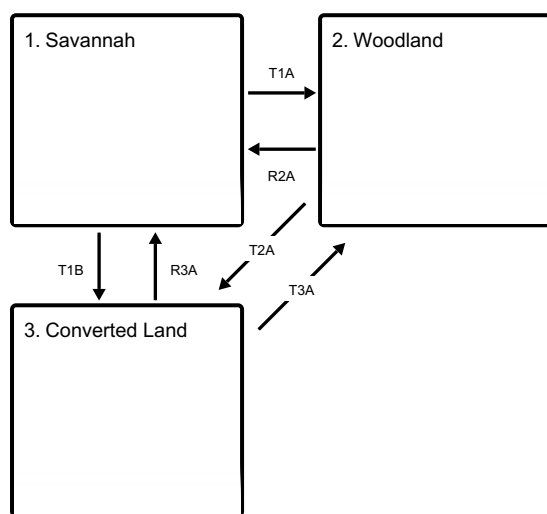 1. Savannah
2. Woodland
T1A
R2A
T2A
T1B
R3A
T3A
3. Converted Land